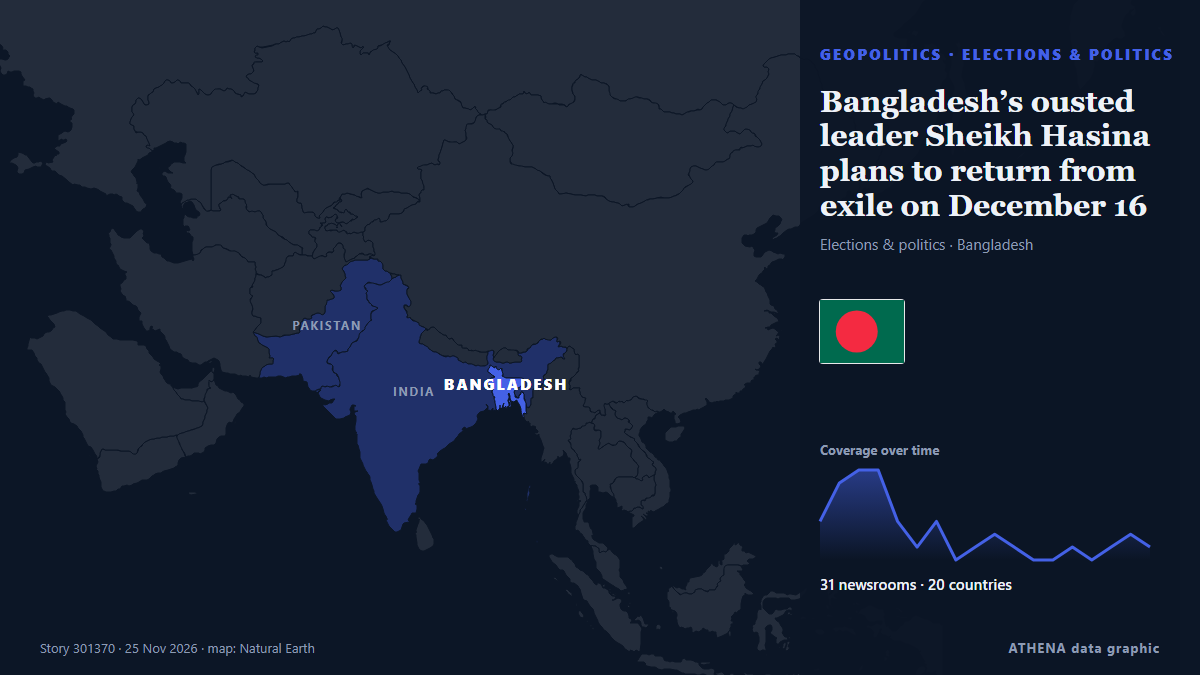 GEOPOLITICS · ELECTIONS & POLITICS
Bangladesh’s ousted
leader Sheikh Hasina
plans to return from
exile on December 16
Elections & politics · Bangladesh
PAKISTAN
INDIA
BANGLADESH
Coverage over time
31 newsrooms · 20 countries
Story 301370 · 25 Nov 2026 · map: Natural Earth
ATHENA data graphic